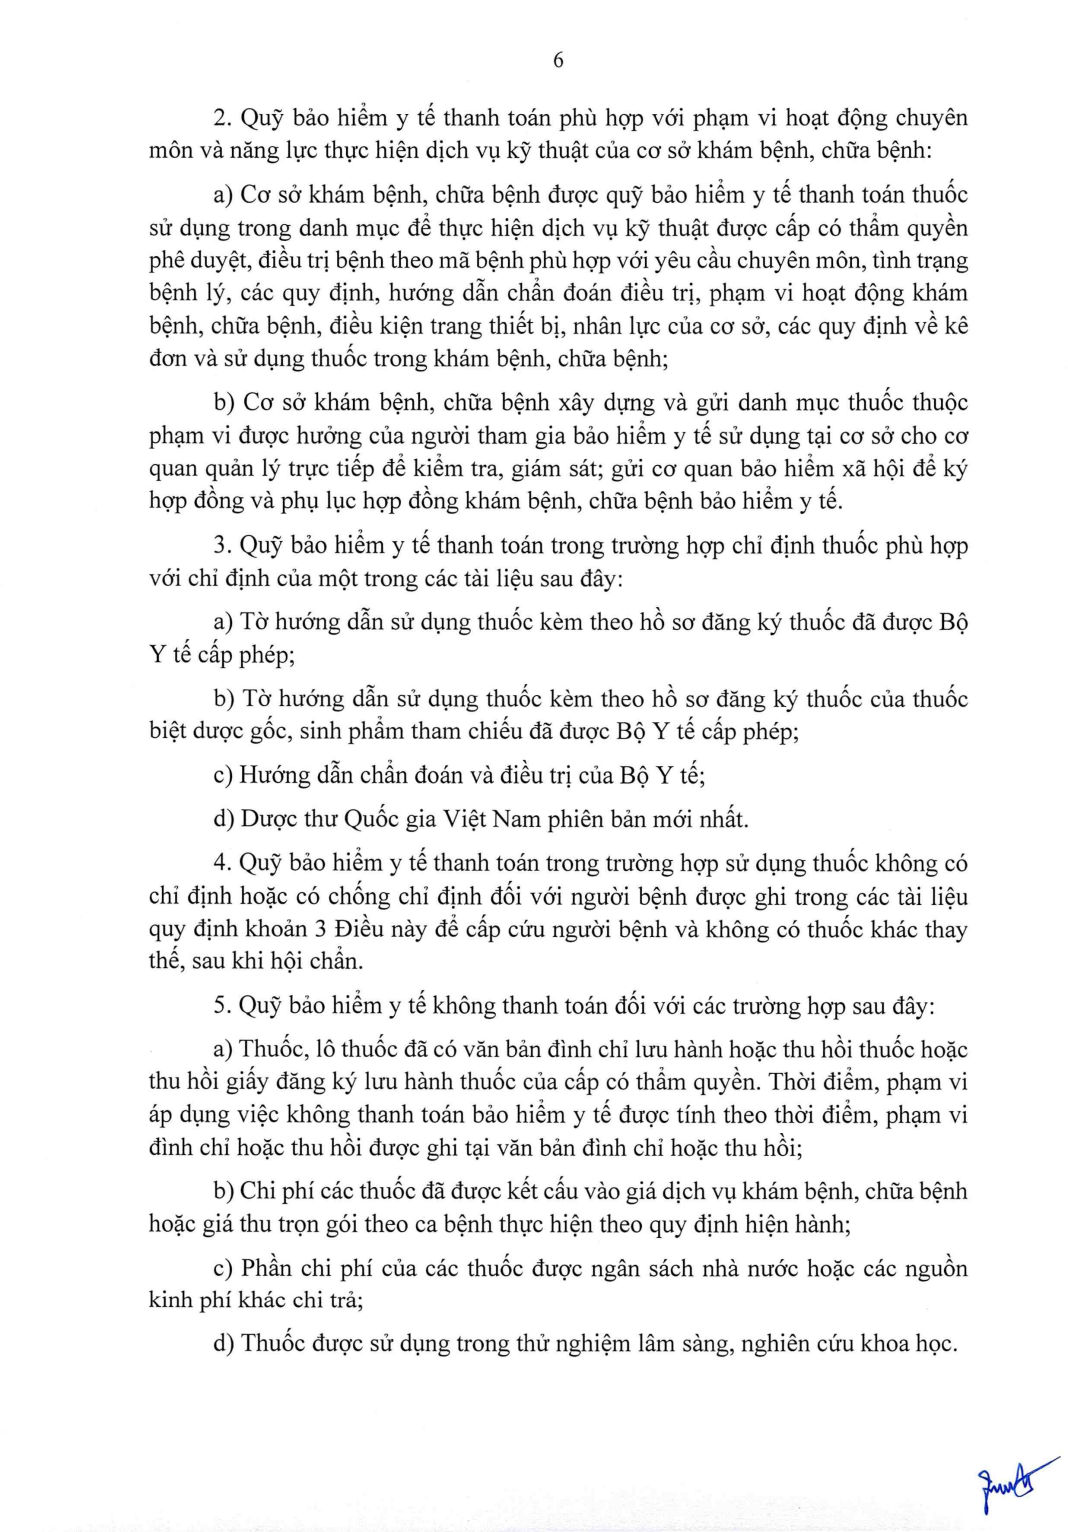 6
2. Quỹ bảo hiểm y tế thanh toán phù hợp với phạm vi hoạt động chuyên
môn và năng lực thực hiện dịch vụ kỹ thuật của cơ sở khám bệnh, chữa bệnh:
a) Cơ sở khám bệnh, chữa bệnh được quỹ bảo hiểm y tế thanh toán thuốc
sử dụng trong danh mục để thực hiện dịch vụ kỹ thuật được cấp có thẩm quyền
phê duyệt, điều trị bệnh theo mã bệnh phù hợp với yêu cầu chuyên môn, tình trạng
bệnh lý, các quy định, hướng dẫn chẩn đoán điều trị, phạm vi hoạt động khám
bệnh, chữa bệnh, điều kiện trang thiết bị, nhân lực của cơ sở, các quy định về kê
đơn và sử dụng thuốc trong khám bệnh, chữa bệnh;
b) Cơ sở khám bệnh, chữa bệnh xây dựng và gửi danh mục thuốc thuộc
phạm vi được hưởng của người tham gia bảo hiểm y tế sử dụng tại cơ sở cho cơ
quan quản lý trực tiếp để kiểm tra, giám sát; gửi cơ quan bảo hiểm xã hội để ký
hợp đồng và phụ lục hợp đồng khám bệnh, chữa bệnh bảo hiểm y tế.
3. Quỹ bảo hiểm y tế thanh toán trong trường hợp chỉ định thuốc phù hợp
với chỉ định của một trong các tài liệu sau đây:
a) Tờ hướng dẫn sử dụng thuốc kèm theo hồ sơ đăng ký thuốc đã được Bộ
Y tế cấp phép;
b) Tờ hướng dẫn sử dụng thuốc kèm theo hồ sơ đăng ký thuốc của thuốc
biệt dược gốc, sinh phẩm tham chiếu đã được Bộ Y tế cấp phép;
c) Hướng dẫn chẩn đoán và điều trị của Bộ Y tế;
d) Dược thư Quốc gia Việt Nam phiên bản mới nhất.
4. Quỹ bảo hiểm y tế thanh toán trong trường hợp sử dụng thuốc không có
chỉ định hoặc có chống chỉ định đối với người bệnh được ghi trong các tài liệu
quy định khoản 3 Điều này để cấp cứu người bệnh và không có thuốc khác thay
thế, sau khi hội chẩn.
5. Quỹ bảo hiểm y tế không thanh toán đối với các trường hợp sau đây:
a) Thuốc, lô thuốc đã có văn bản đình chỉ lưu hành hoặc thu hồi thuốc hoặc
thu hồi giấy đăng ký lưu hành thuốc của cấp có thẩm quyền. Thời điểm, phạm vi
áp dụng việc không thanh toán bảo hiểm y tế được tính theo thời điểm, phạm vi
đình chỉ hoặc thu hồi được ghi tại văn bản đình chỉ hoặc thu hồi;
b) Chi phí các thuốc đã được kết cấu vào giá dịch vụ khám bệnh, chữa bệnh
hoặc giá thu trọn gói theo ca bệnh thực hiện theo quy định hiện hành;
c) Phần chi phí của các thuốc được ngân sách nhà nước hoặc các nguồn
kinh phí khác chi trả;
d) Thuốc được sử dụng trong thử nghiệm lâm sàng, nghiên cứu khoa học.